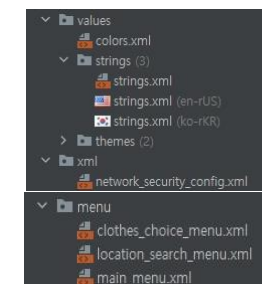 values
colors.xml
strings (3)
strings.xml
strings.xml (en-rUS)
strings.xml (ko-rKR)
themes (2)
xml
network_security_config.xml
menu
clothes_choice_menu.xml
location_search_menu.xml
main_menu.xml